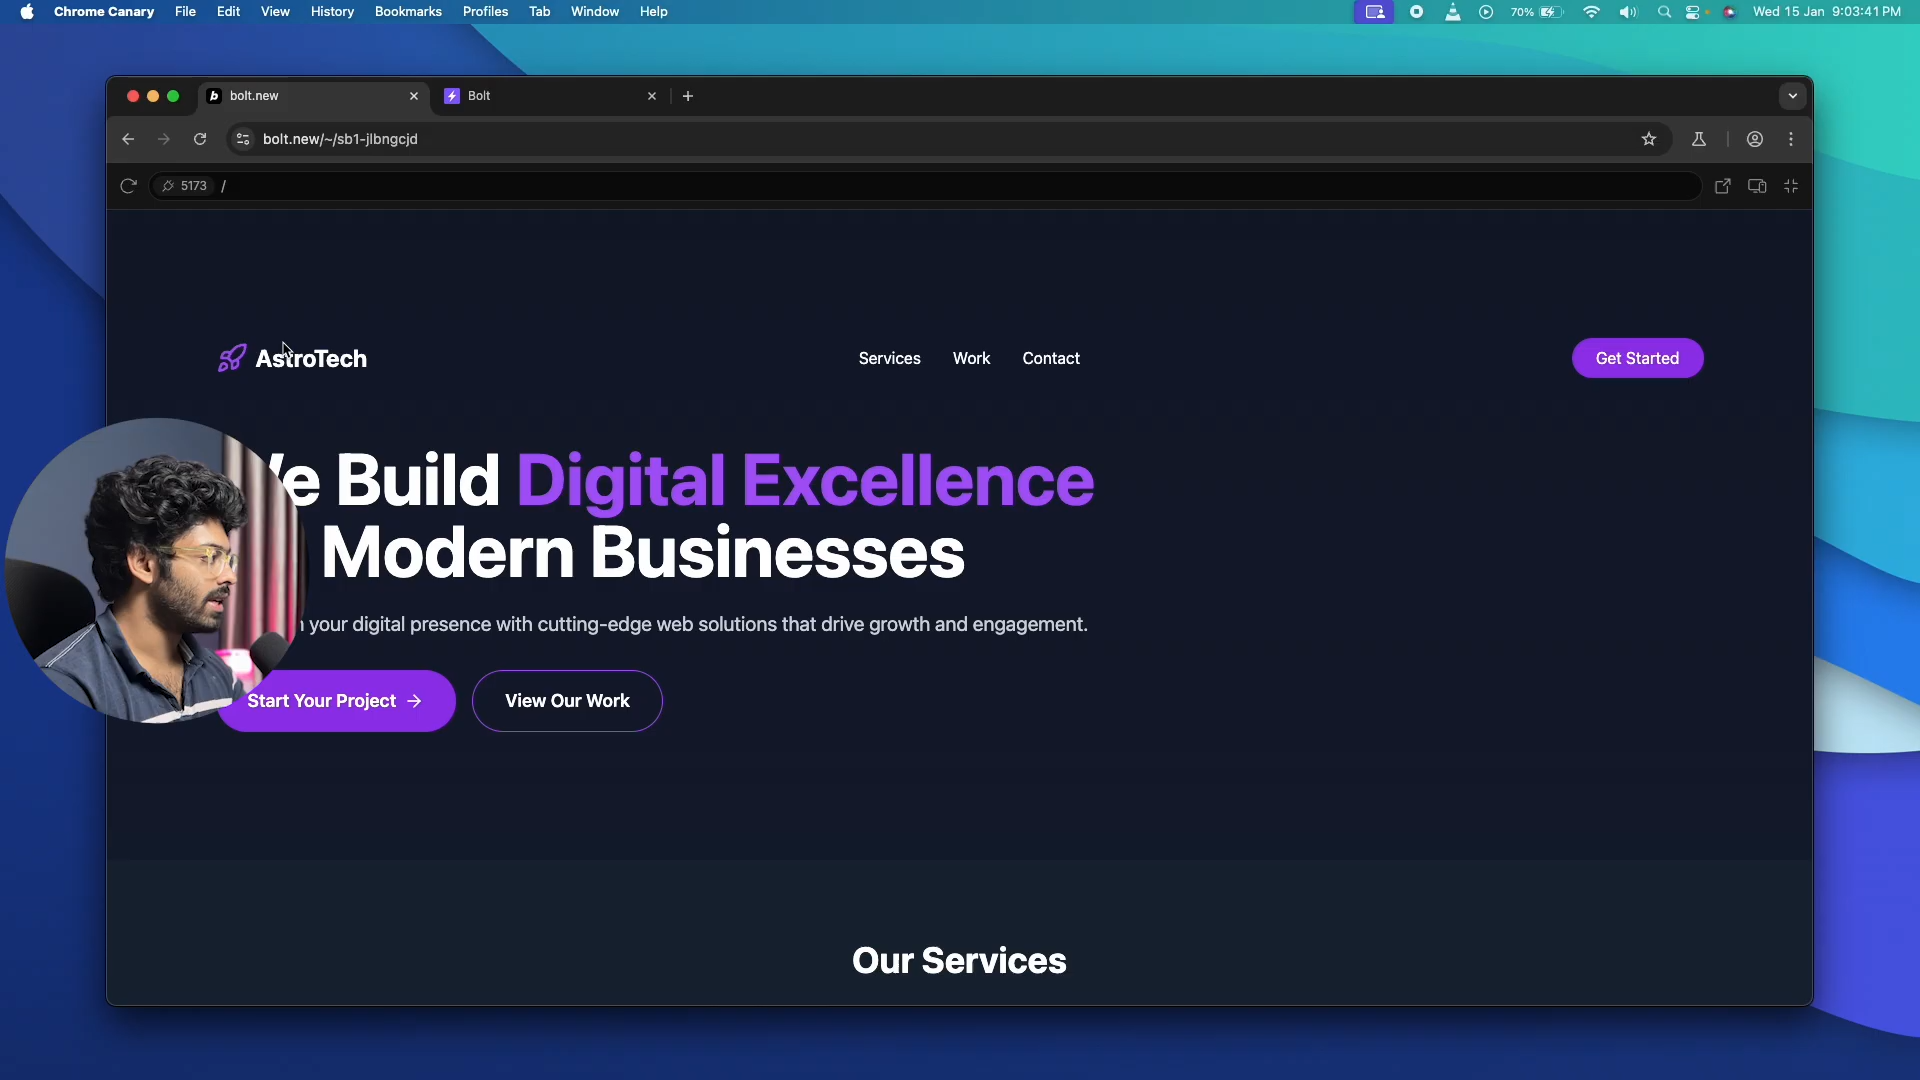 Chrome Canary File Edit View History Bookmarks Profiles Tab Window Help 70% Wed 15 Jan 9:03:41 PM
bolt.new Bolt
bolt.new/~/sb1-jlbngcjd
5173 /
AstroTech Services Work Contact Get Started
Build Digital Excellence
Modern Businesses
your digital presence with cutting-edge web solutions that drive growth and engagement.
Start Your Project → View Our Work
Our Services